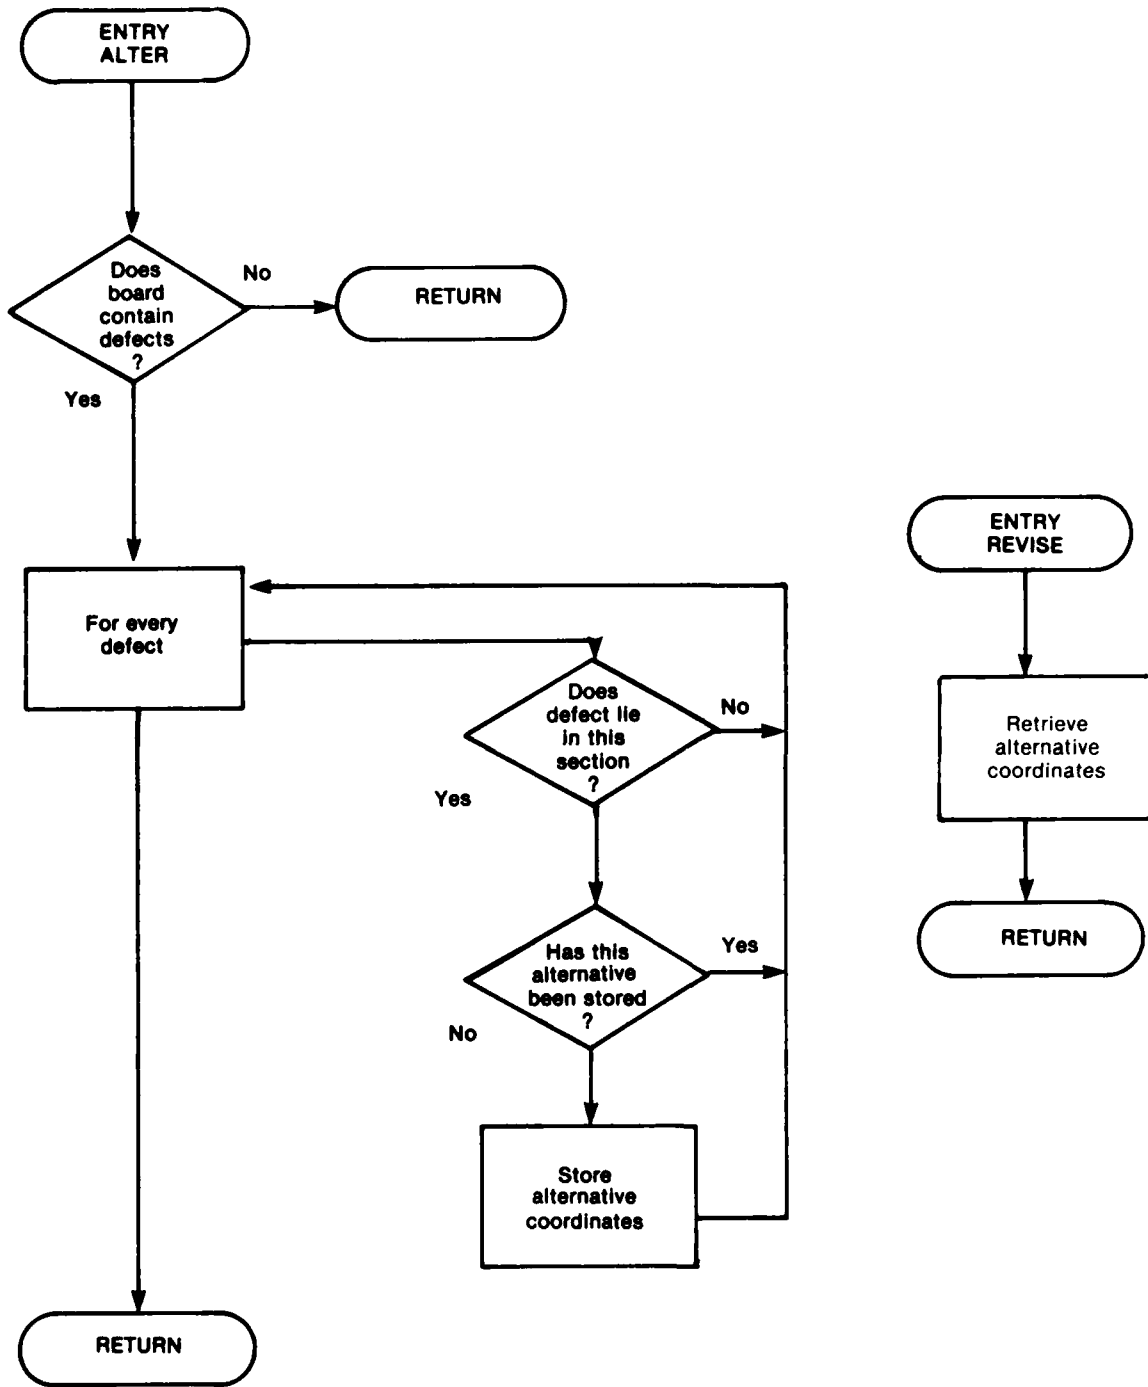 ENTRY
ALTER
Does
board
contain
defects
?
No
RETURN
Yes
For every
defect
Does
defect lie
in this
section
?
No
Yes
Has this
alternative
been stored
?
Yes
No
Store
alternative
coordinates
RETURN
ENTRY
REVISE
Retrieve
alternative
coordinates
RETURN